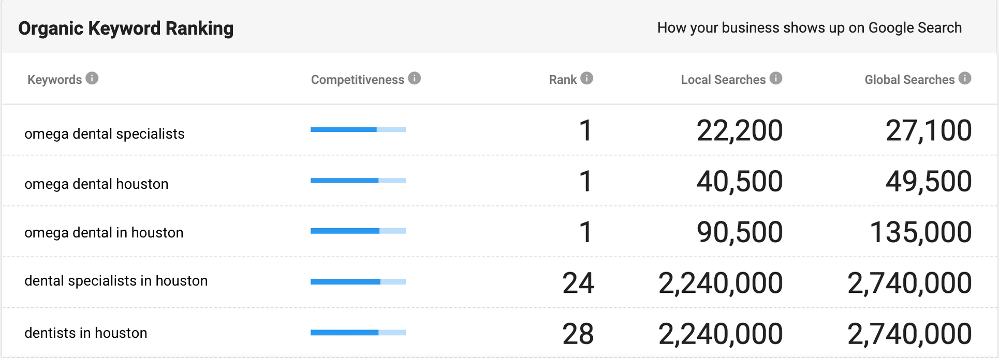 Organic Keyword Ranking How your business shows up on Google Search
Keywords Competitiveness Rank Local Searches Global Searches
omega dental specialists 1 22,200 27,100
omega dental houston 1 40,500 49,500
omega dental in houston 1 90,500 135,000
dental specialists in houston 24 2,240,000 2,740,000
dentists in houston 28 2,240,000 2,740,000